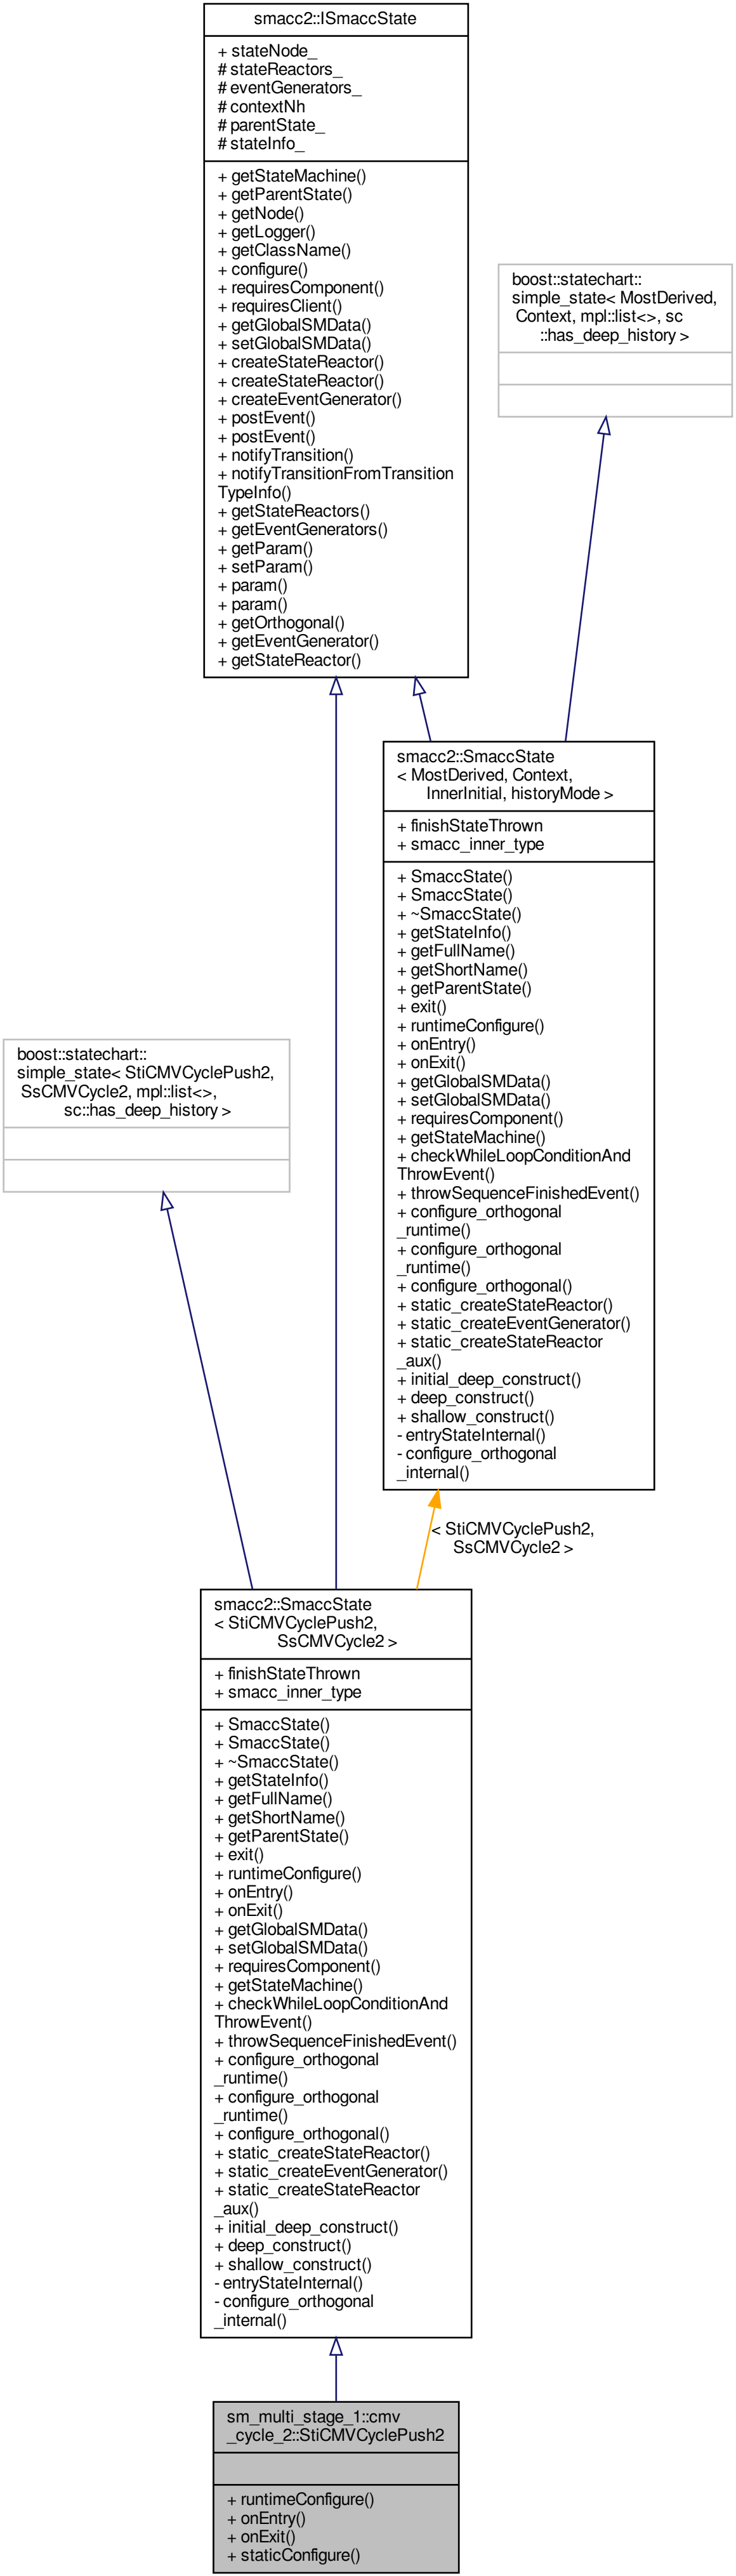 smacc2::ISmaccState
+ stateNode_
# stateReactors_
# eventGenerators_
# contextNh
# parentState_
# stateInfo_
+ getStateMachine()
+ getParentState()
+ getNode()
+ getLogger()
+ getClassName()
+ configure()
+ requiresComponent()
+ requiresClient()
+ getGlobalSMData()
+ setGlobalSMData()
+ createStateReactor()
+ createStateReactor()
+ createEventGenerator()
+ postEvent()
+ postEvent()
+ notifyTransition()
+ notifyTransitionFromTransition
TypeInfo()
+ getStateReactors()
+ getEventGenerators()
+ getParam()
+ setParam()
+ param()
+ param()
+ getOrthogonal()
+ getEventGenerator()
+ getStateReactor()
boost::statechart::
simple_state< MostDerived,
Context, mpl::list<>, sc
::has_deep_history >
smacc2::SmaccState
< MostDerived, Context,
InnerInitial, historyMode >
+ finishStateThrown
+ smacc_inner_type
+ SmaccState()
+ SmaccState()
+ ~SmaccState()
+ getStateInfo()
+ getFullName()
+ getShortName()
+ getParentState()
+ exit()
+ runtimeConfigure()
+ onEntry()
+ onExit()
+ getGlobalSMData()
+ setGlobalSMData()
+ requiresComponent()
+ getStateMachine()
+ checkWhileLoopConditionAnd
ThrowEvent()
+ throwSequenceFinishedEvent()
+ configure_orthogonal
_runtime()
+ configure_orthogonal
_runtime()
+ configure_orthogonal()
+ static_createStateReactor()
+ static_createEventGenerator()
+ static_createStateReactor
_aux()
+ initial_deep_construct()
+ deep_construct()
+ shallow_construct()
- entryStateInternal()
- configure_orthogonal
_internal()
boost::statechart::
simple_state< StiCMVCyclePush2,
SsCMVCycle2, mpl::list<>,
sc::has_deep_history >
< StiCMVCyclePush2,
SsCMVCycle2 >
smacc2::SmaccState
< StiCMVCyclePush2,
SsCMVCycle2 >
+ finishStateThrown
+ smacc_inner_type
+ SmaccState()
+ SmaccState()
+ ~SmaccState()
+ getStateInfo()
+ getFullName()
+ getShortName()
+ getParentState()
+ exit()
+ runtimeConfigure()
+ onEntry()
+ onExit()
+ getGlobalSMData()
+ setGlobalSMData()
+ requiresComponent()
+ getStateMachine()
+ checkWhileLoopConditionAnd
ThrowEvent()
+ throwSequenceFinishedEvent()
+ configure_orthogonal
_runtime()
+ configure_orthogonal
_runtime()
+ configure_orthogonal()
+ static_createStateReactor()
+ static_createEventGenerator()
+ static_createStateReactor
_aux()
+ initial_deep_construct()
+ deep_construct()
+ shallow_construct()
- entryStateInternal()
- configure_orthogonal
_internal()
sm_multi_stage_1::cmv
_cycle_2::StiCMVCyclePush2
+ runtimeConfigure()
+ onEntry()
+ onExit()
+ staticConfigure()